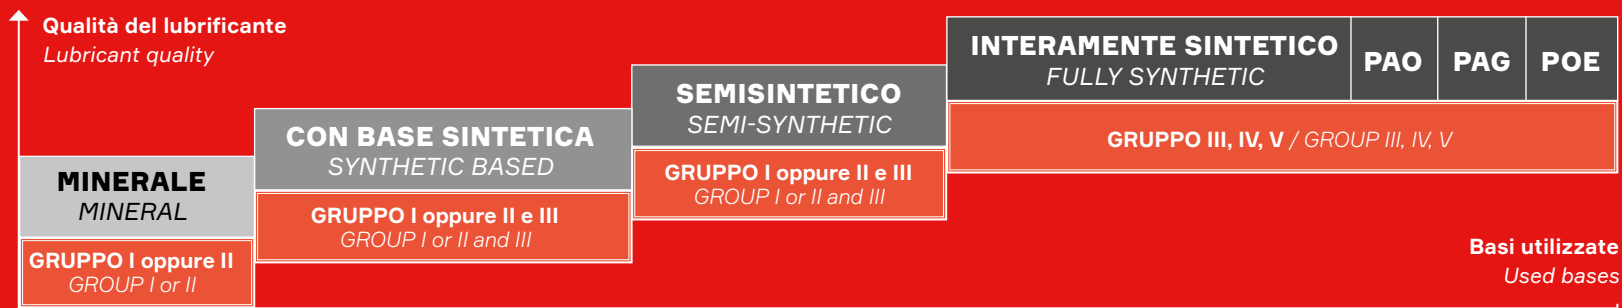 Qualità del lubrificante
Lubricant quality
MINERALE
MINERAL
GRUPPO I oppure II
GROUP I or II
CON BASE SINTETICA
SYNTHETIC BASED
GRUPPO I oppure II e III
GROUP I or II and III
SEMISINTETICO
SEMI-SYNTHETIC
GRUPPO I oppure II e III
GROUP I or II and III
INTERAMENTE SINTETICO
FULLY SYNTHETIC
PAO
PAG
POE
GRUPPO III, IV, V / GROUP III, IV, V
Basi utilizzate
Used bases